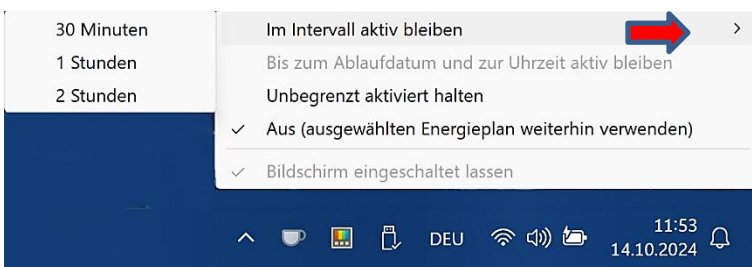 30 Minuten
1 Stunden
2 Stunden
Im Intervall aktiv bleiben
Bis zum Ablaufdatum und zur Uhrzeit aktiv bleiben
Unbegrenzt aktiviert halten
Aus (ausgewählten Energieplan weiterhin verwenden)
Bildschirm eingeschaltet lassen
DEU
11:53
14.10.2024